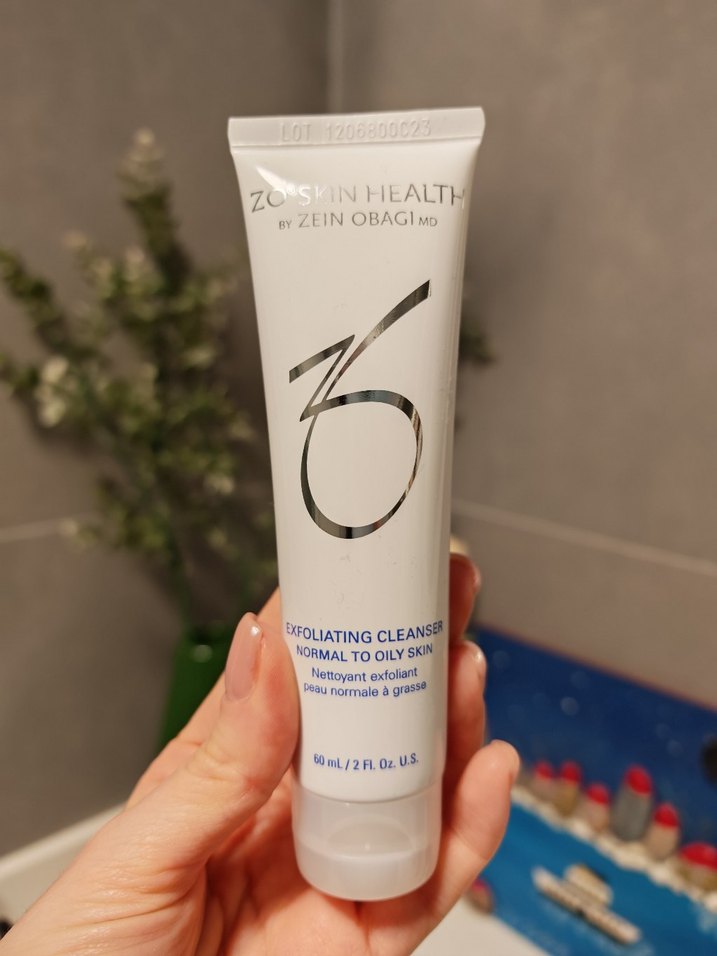 LOT 1206800C23
ZO® SKIN HEALTH
BY ZEIN OBAGI MD
EXFOLIATING CLEANSER
NORMAL TO OILY SKIN
Nettoyant exfoliant
peau normale à grasse
60 mL / 2 Fl. Oz. U.S.